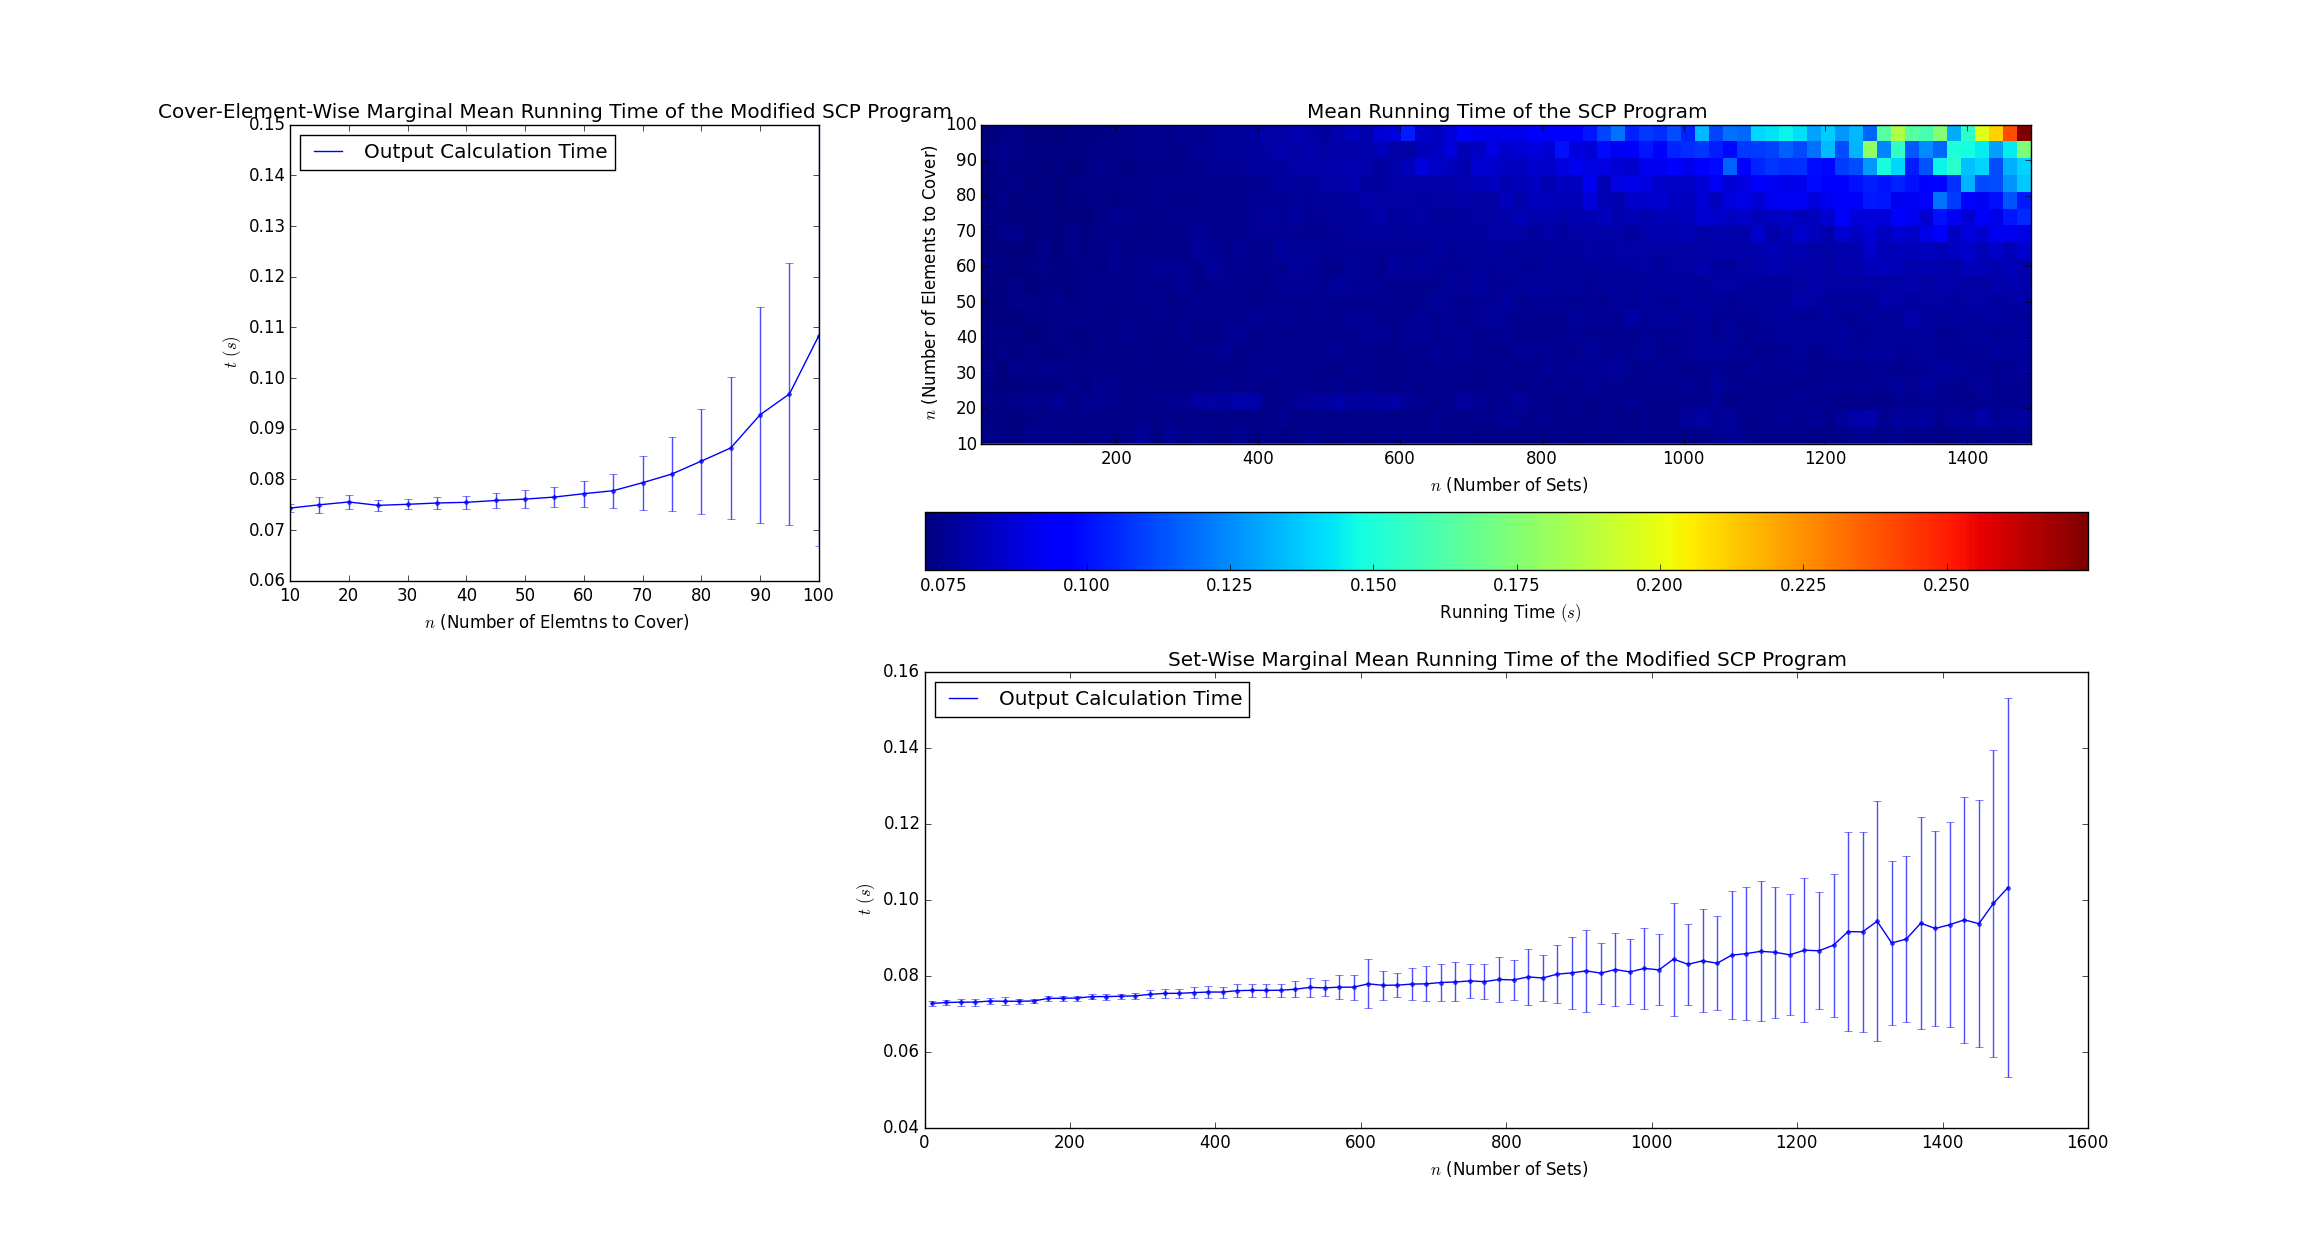 Cover-Element-Wise Marginal Mean Running Time of the Modified SCP Program
0.15
0.14
0.13
0.12
0.11
0.10
0.09
0.08
0.07
0.06
t (s)
Output Calculation Time
10 20 30 40 50 60 70 80 90 100
n (Number of Elemtns to Cover)
Mean Running Time of the SCP Program
100
90
80
70
60
50
40
30
20
10
n (Number of Elements to Cover)
200 400 600 800 1000 1200 1400
n (Number of Sets)
0.075 0.100 0.125 0.150 0.175 0.200 0.225 0.250
Running Time (s)
Set-Wise Marginal Mean Running Time of the Modified SCP Program
0.16
0.14
0.12
0.10
0.08
0.06
0.04
t (s)
Output Calculation Time
0 200 400 600 800 1000 1200 1400 1600
n (Number of Sets)